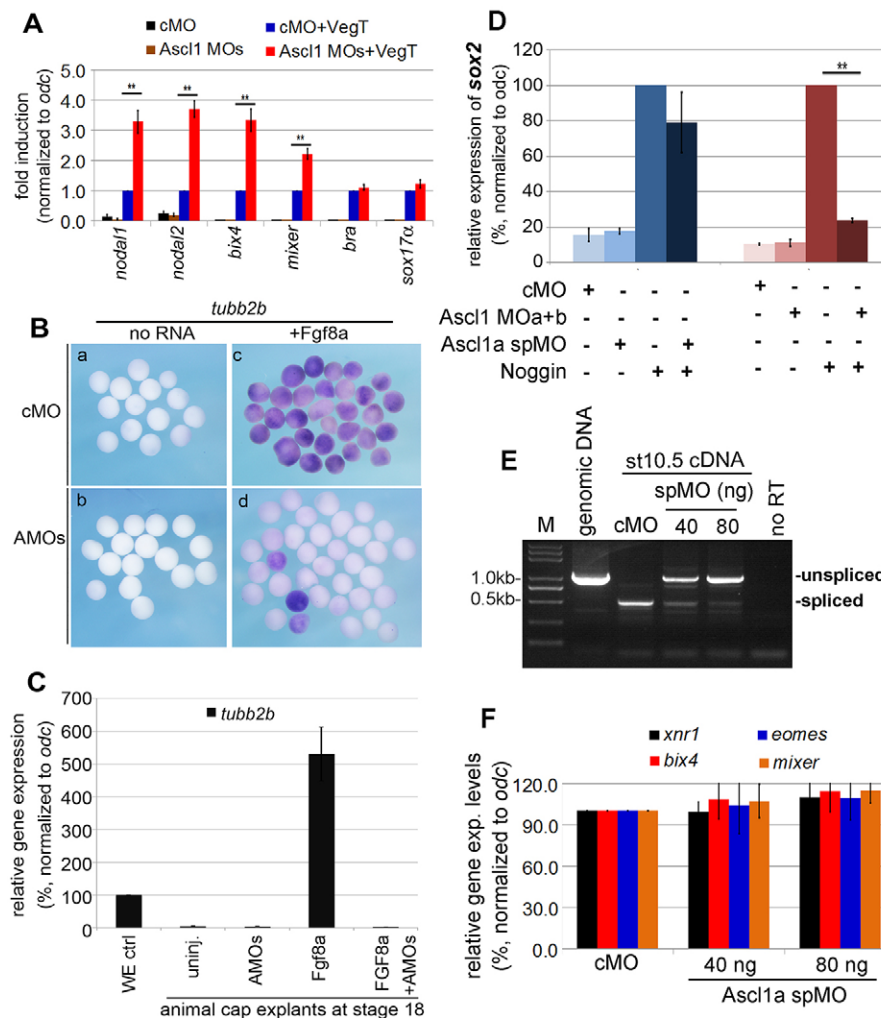 A
cMO
cMO+VegT
Ascl1 MOs
Ascl1 MOs+VegT
fold induction
(normalized to odc)
5.0
4.0
3.0
2.0
1.0
0.0
**
**
**
**
nodal1
nodal2
bix4
mixer
bra
sox17α
B
tubb2b
no RNA
+Fgf8a
cMO
AMOs
a
c
b
d
C
relative gene expression
(%, normalized to odc)
700
600
500
400
300
200
100
0
tubb2b
WE ctrl
uninj.
AMOs
Fgf8a
FGF8a
+AMOs
animal cap explants at stage 18
D
relative expression of sox2
(%, normalized to odc)
120
100
80
60
40
20
0
**
cMO + - - - + - - -
Ascl1 MOa+b - - - - - + - +
Ascl1a spMO - + - + - - - -
Noggin - - + + - - + +
E
st10.5 cDNA
spMO (ng)
M
genomic DNA
cMO
40
80
no RT
1.0kb-
0.5kb-
-unspliced
-spliced
F
xnr1
eomes
bix4
mixer
relative gene exp. levels
(%, normalized to odc)
120.0
90.0
60.0
30.0
0.0
cMO
40 ng
80 ng
Ascl1a spMO